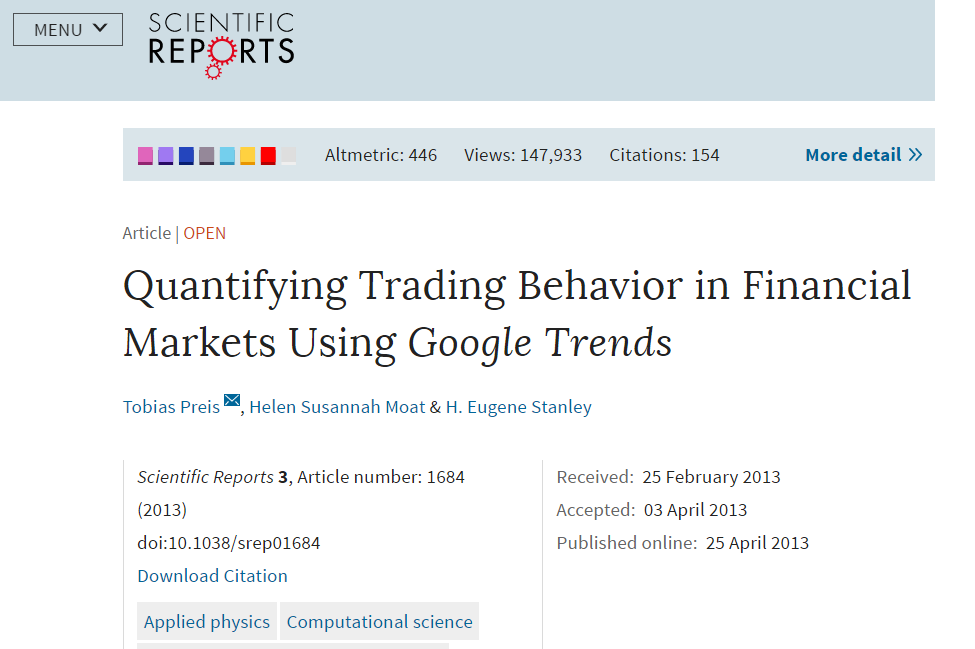 MENU
SCIENTIFIC
REPORTS
Altmetric: 446 Views: 147,933 Citations: 154 More detail »
Article | OPEN
Quantifying Trading Behavior in Financial
Markets Using Google Trends
Tobias Preis, Helen Susannah Moat & H. Eugene Stanley
Scientific Reports 3, Article number: 1684
(2013)
doi:10.1038/srep01684
Download Citation
Applied physics Computational science
Received: 25 February 2013
Accepted: 03 April 2013
Published online: 25 April 2013